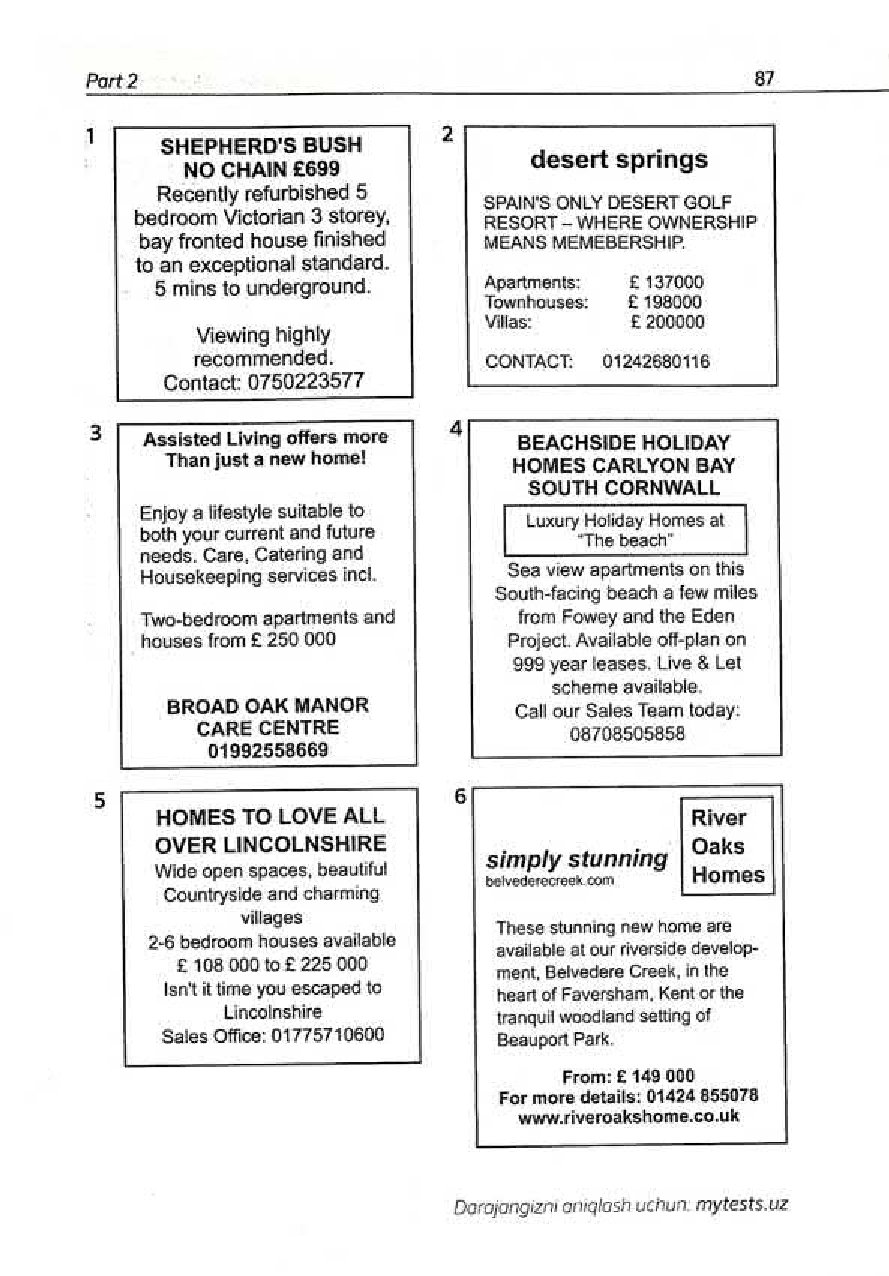 Part 2
87
1
SHEPHERD'S BUSH
NO CHAIN £699
Recently refurbished 5
bedroom Victorian 3 storey,
bay fronted house finished
to an exceptional standard.
5 mins to underground.
Viewing highly
recommended.
Contact: 0750223577
2
desert springs
SPAIN'S ONLY DESERT GOLF
RESORT – WHERE OWNERSHIP
MEANS MEMEBERSHIP.
Apartments: £ 137000
Townhouses: £ 198000
Villas: £ 200000
CONTACT: 01242680116
3
Assisted Living offers more
Than just a new home!
Enjoy a lifestyle suitable to
both your current and future
needs. Care, Catering and
Housekeeping services incl.
Two-bedroom apartments and
houses from £ 250 000
BROAD OAK MANOR
CARE CENTRE
01992558669
4
BEACHSIDE HOLIDAY
HOMES CARLYON BAY
SOUTH CORNWALL
Luxury Holiday Homes at
"The beach"
Sea view apartments on this
South-facing beach a few miles
from Fowey and the Eden
Project. Available off-plan on
999 year leases. Live & Let
scheme available.
Call our Sales Team today:
08708505858
5
HOMES TO LOVE ALL
OVER LINCOLNSHIRE
Wide open spaces, beautiful
Countryside and charming
villages
2-6 bedroom houses available
£ 108 000 to £ 225 000
Isn't it time you escaped to
Lincolnshire
Sales Office: 01775710600
6
River
Oaks
Homes
simply stunning
belvederecreek.com
These stunning new home are
available at our riverside develop-
ment, Belvedere Creek, in the
heart of Faversham, Kent or the
tranquil woodland setting of
Beauport Park.
From: £ 149 000
For more details: 01424 855078
www.riveroakshome.co.uk
Darajangizni aniqlash uchun: mytests.uz